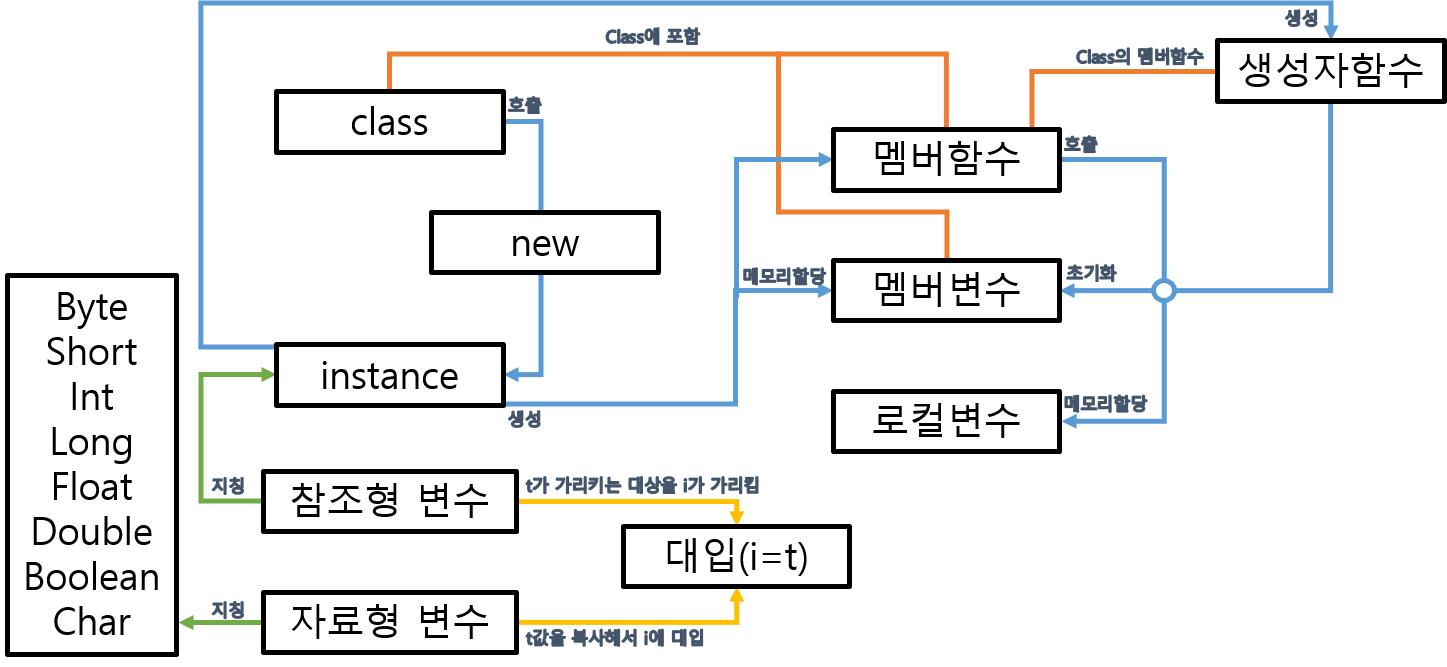 생성
Class에 포함
Class의 멤버함수
생성자함수
class
호출
멤버함수
호출
new
메모리할당
멤버변수
초기화
Byte
Short
Int
Long
Float
Double
Boolean
Char
instance
생성
로컬변수
메모리할당
지칭
참조형 변수
t가 가리키는 대상을 i가 가리킴
대입(i=t)
지칭
자료형 변수
t값을 복사해서 i에 대입